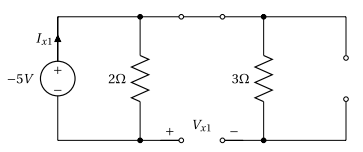 I_{x1}
+
−5V
−
2Ω
3Ω
+ V_{x1} −